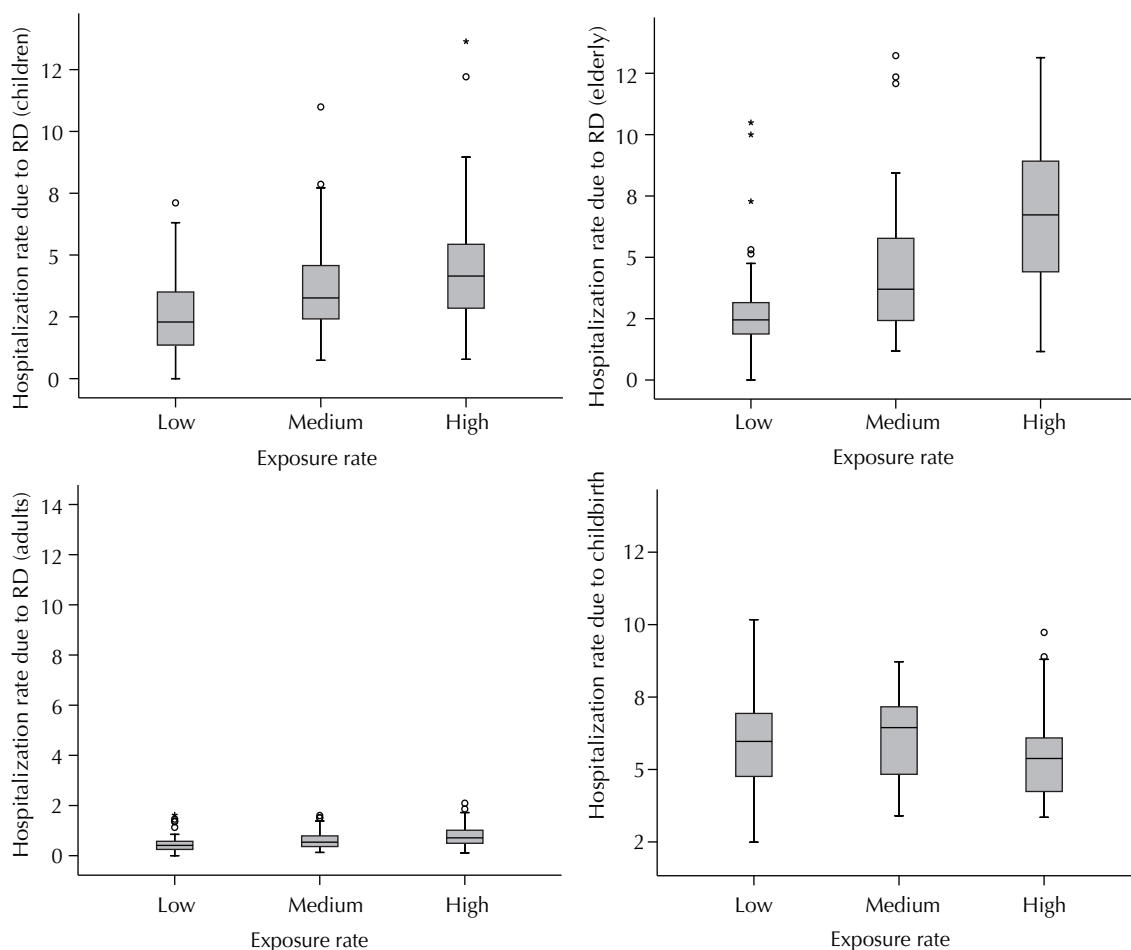 Hospitalization rate due to RD (children)
12
10
8
5
2
0
Low Medium High
Exposure rate
Hospitalization rate due to RD (elderly)
12
10
8
5
2
0
Low Medium High
Exposure rate
Hospitalization rate due to RD (adults)
14
12
10
8
6
4
2
0
Low Medium High
Exposure rate
Hospitalization rate due to childbirth
12
10
8
5
2
Low Medium High
Exposure rate